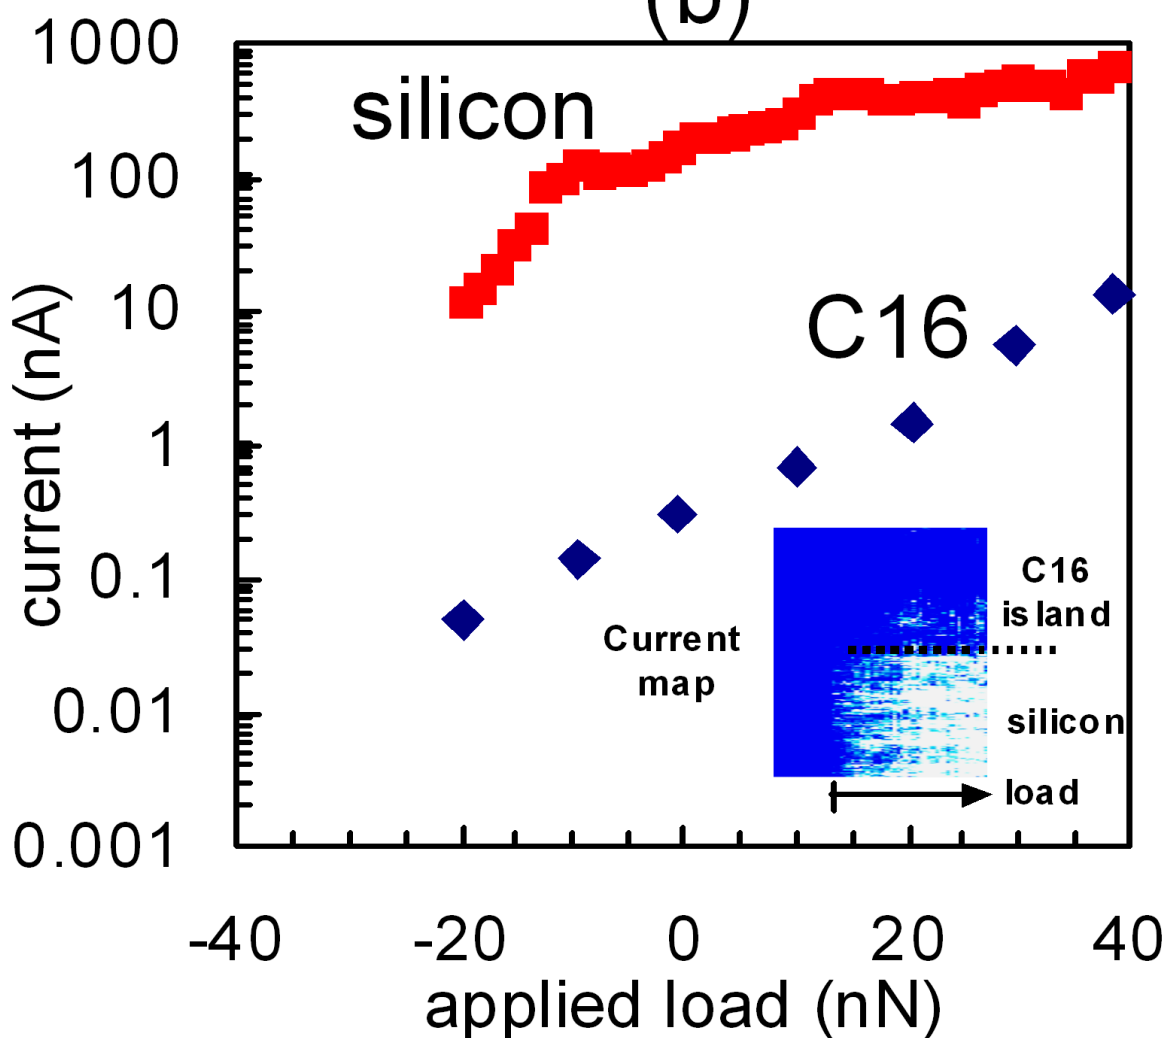 (b)
1000
silicon
100
10
C16
1
0.1
0.01
0.001
current (nA)
Current
map
C16
island
silicon
load
-40 -20 0 20 40
applied load (nN)